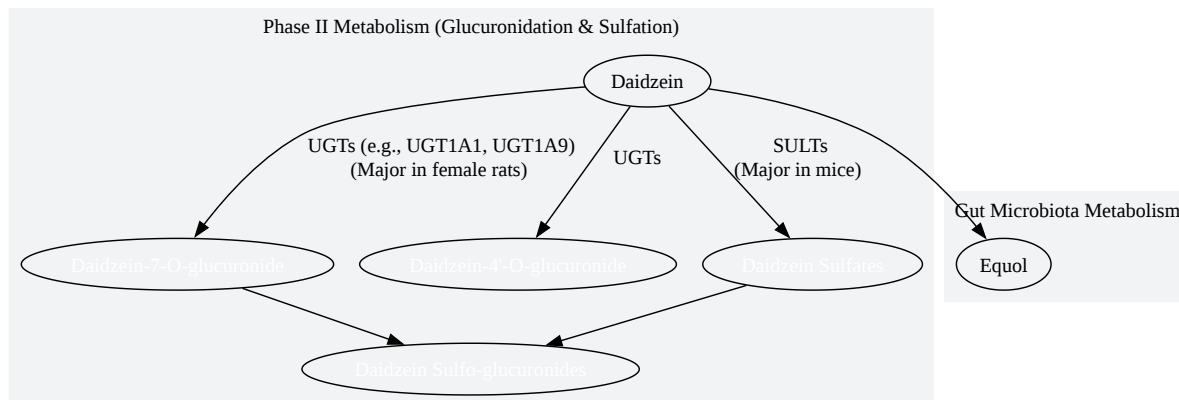 Phase II Metabolism (Glucuronidation & Sulfation)
Daidzein
UGTs (e.g., UGT1A1, UGT1A9)
(Major in female rats)
UGTs
SULTs
(Major in mice)
Gut Microbiota Metabolism
Daidzein-7-O-glucuronide
Daidzein-4'-O-glucuronide
Daidzein Sulfates
Equol
Daidzein Sulfo-glucuronides